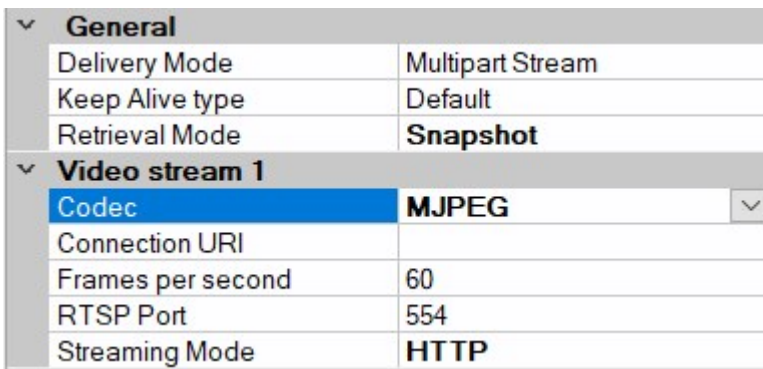 General
Delivery Mode Multipart Stream
Keep Alive type Default
Retrieval Mode Snapshot
Video stream 1
Codec MJPEG
Connection URI
Frames per second 60
RTSP Port 554
Streaming Mode HTTP